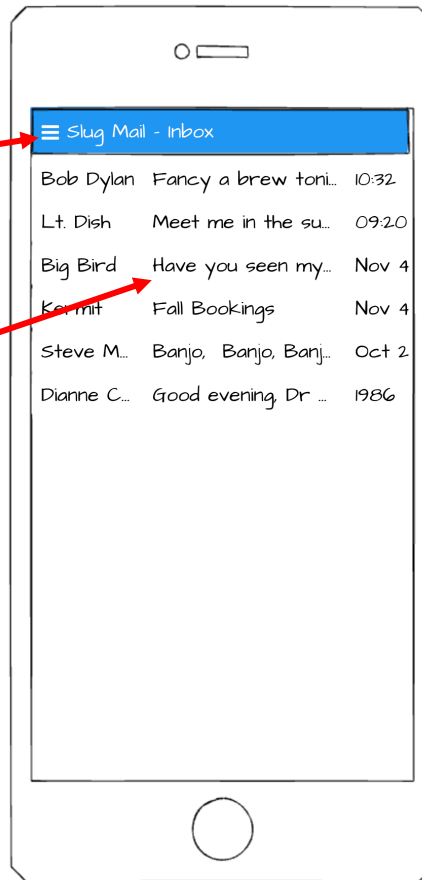 Slug Mail - Inbox
Bob Dylan Fancy a brew toni... 10:32
Lt. Dish Meet me in the su... 09:20
Big Bird Have you seen my... Nov 4
Kermit Fall Bookings Nov 4
Steve M... Banjo, Banjo, Banj... Oct 2
Dianne C... Good evening, Dr ... 1986